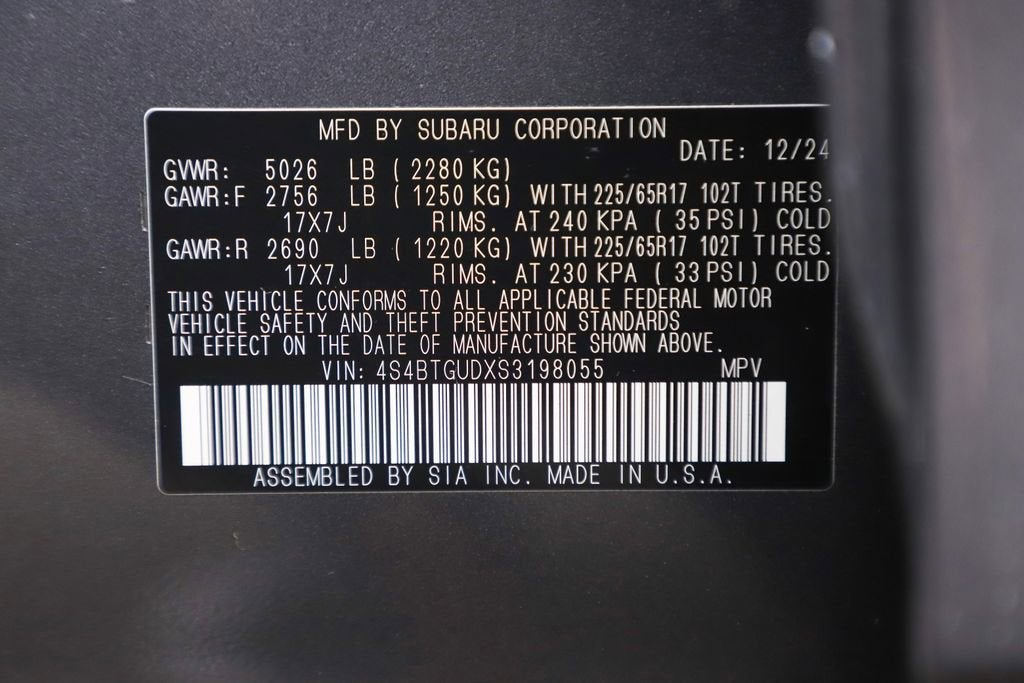 MFD BY SUBARU CORPORATION
DATE: 12/24
GVWR: 5026 LB (2280 KG)
GAWR:F 2756 LB (1250 KG) WITH 225/65R17 102T TIRES.
17X7J RIMS. AT 240 KPA (35 PSI) COLD
GAWR:R 2690 LB (1220 KG) WITH 225/65R17 102T TIRES.
17X7J RIMS. AT 230 KPA (33 PSI) COLD
THIS VEHICLE CONFORMS TO ALL APPLICABLE FEDERAL MOTOR
VEHICLE SAFETY AND THEFT PREVENTION STANDARDS
IN EFFECT ON THE DATE OF MANUFACTURE SHOWN ABOVE.
VIN: 4S4BTGUDXS3198055 MPV
ASSEMBLED BY SIA INC. MADE IN U.S.A.